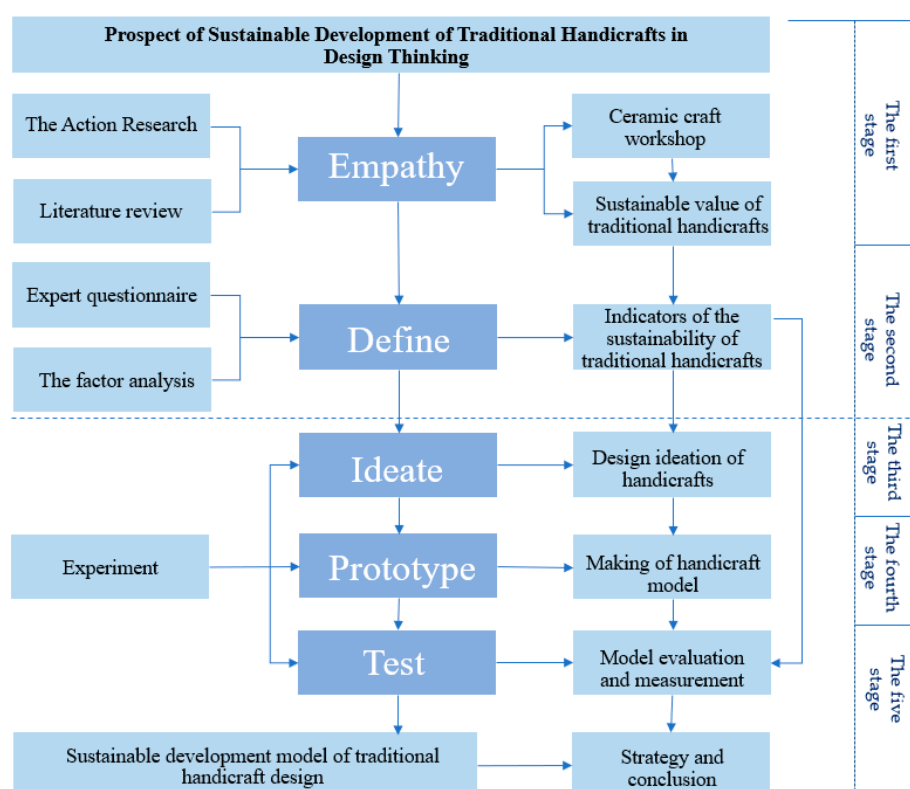 Prospect of Sustainable Development of Traditional Handicrafts in
Design Thinking
The Action Research
Literature review
Empathy
Ceramic craft
workshop
Sustainable value of
traditional handicrafts
The first
stage
Expert questionnaire
The factor analysis
Define
Indicators of the
sustainability of
traditional handicrafts
The second
stage
Ideate
Design ideation of
handicrafts
The third
stage
Experiment
Prototype
Making of handicraft
model
The fourth
stage
Test
Model evaluation
and measurement
The five
stage
Sustainable development model of traditional
handicraft design
Strategy and
conclusion